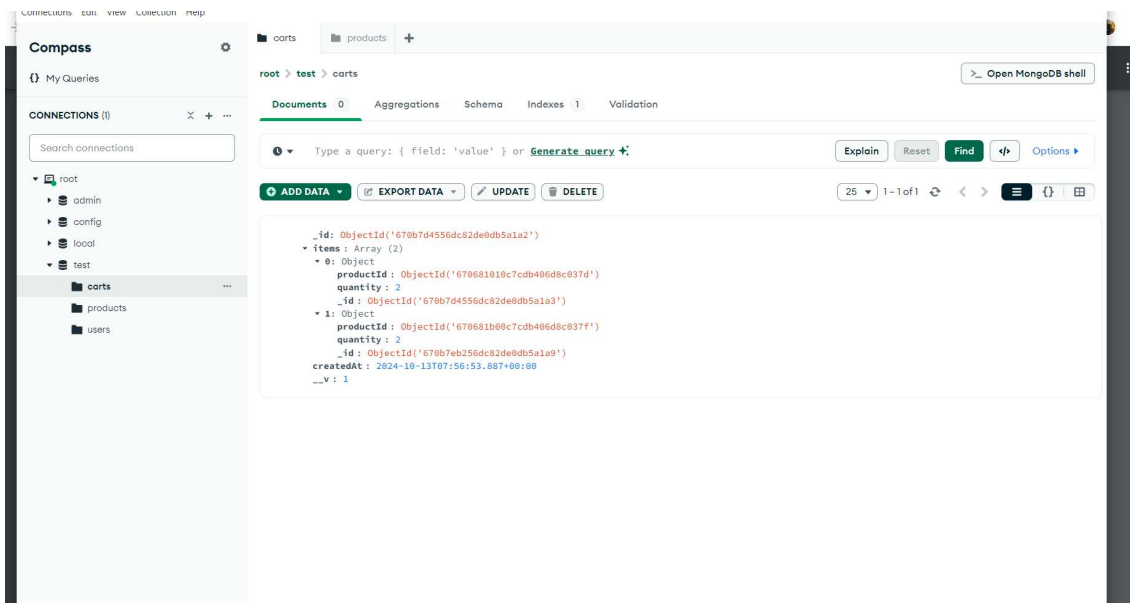 Connections Edit View Collection Help
Compass
{} My Queries
CONNECTIONS (1)
Search connections
root
admin
config
local
test
carts
products
users
carts
products
root > test > carts
>_ Open MongoDB shell
Documents 0 Aggregations Schema Indexes 1 Validation
Type a query: { field: 'value' } or Generate query
Explain Reset Find </> Options
ADD DATA EXPORT DATA UPDATE DELETE
25 1-1 of 1 {}
_id: ObjectId('670b7d4556dc82de0db5a1a2')
items : Array (2)
0: Object
productId : ObjectId('670681010c7cdb406d8c037d')
quantity : 2
_id : ObjectId('670b7d4556dc82de0db5a1a3')
1: Object
productId : ObjectId('670681b00c7cdb406d8c037f')
quantity : 2
_id : ObjectId('670b7eb256dc82de0db5a1a9')
createdAt : 2024-10-13T07:56:53.887+00:00
__v : 1